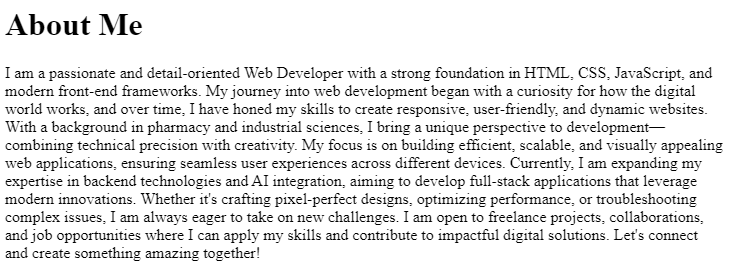 About Me
I am a passionate and detail-oriented Web Developer with a strong foundation in HTML, CSS, JavaScript, and
modern front-end frameworks. My journey into web development began with a curiosity for how the digital
world works, and over time, I have honed my skills to create responsive, user-friendly, and dynamic websites.
With a background in pharmacy and industrial sciences, I bring a unique perspective to development—
combining technical precision with creativity. My focus is on building efficient, scalable, and visually appealing
web applications, ensuring seamless user experiences across different devices. Currently, I am expanding my
expertise in backend technologies and AI integration, aiming to develop full-stack applications that leverage
modern innovations. Whether it's crafting pixel-perfect designs, optimizing performance, or troubleshooting
complex issues, I am always eager to take on new challenges. I am open to freelance projects, collaborations,
and job opportunities where I can apply my skills and contribute to impactful digital solutions. Let's connect
and create something amazing together!